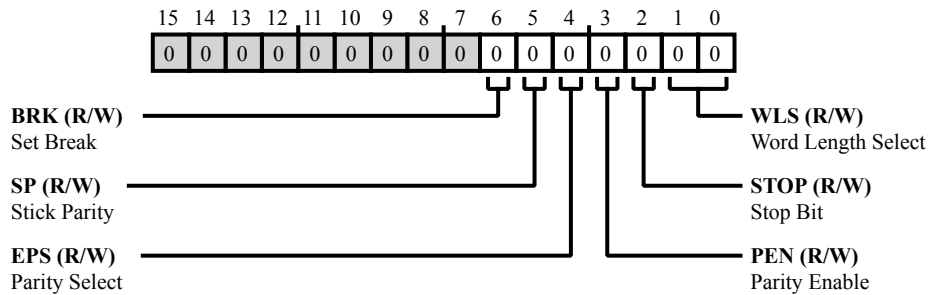 15 14 13 12 11 10 9 8 7 6 5 4 3 2 1 0
0 0 0 0 0 0 0 0 0 0 0 0 0 0 0 0
BRK (R/W)
Set Break
SP (R/W)
Stick Parity
EPS (R/W)
Parity Select
WLS (R/W)
Word Length Select
STOP (R/W)
Stop Bit
PEN (R/W)
Parity Enable